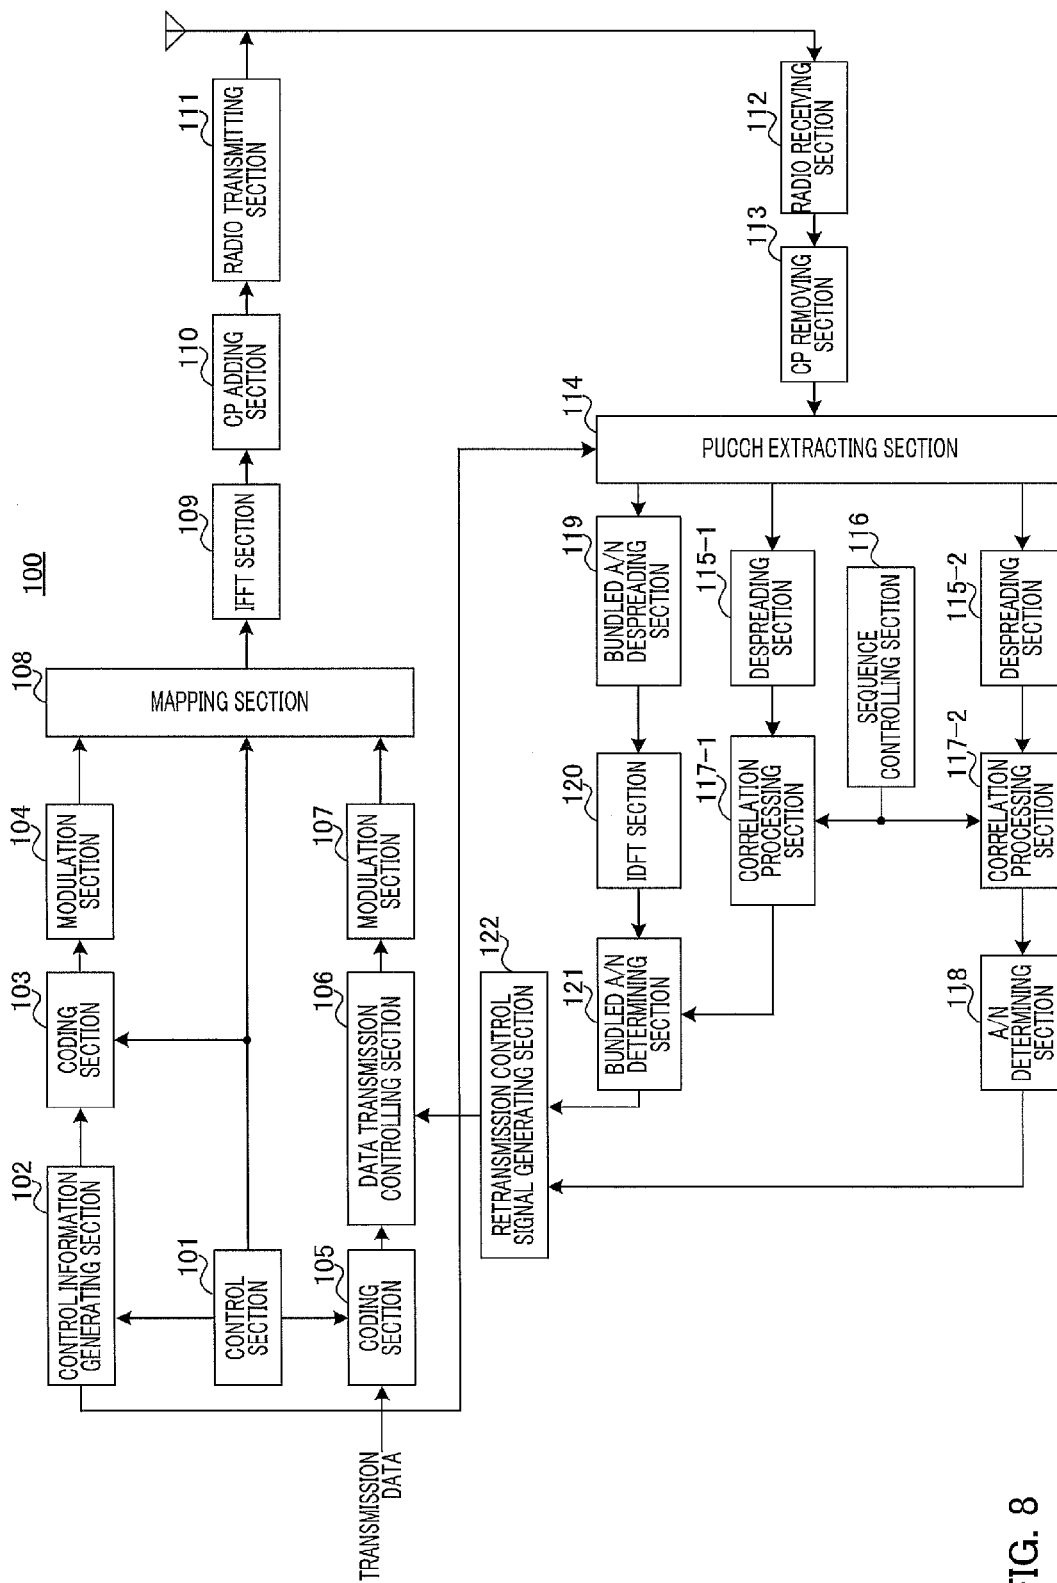 100
102
CONTROL INFORMATION
GENERATING SECTION
103
CODING
SECTION
104
MODULATION
SECTION
108
MAPPING SECTION
109
IFFT SECTION
110
CP ADDING
SECTION
111
RADIO TRANSMITTING
SECTION
101
CONTROL
SECTION
TRANSMISSION
DATA
105
CODING
SECTION
106
DATA TRANSMISSION
CONTROLLING SECTION
107
MODULATION
SECTION
122
RETRANSMISSION CONTROL
SIGNAL GENERATING SECTION
121
BUNDLED A/N
DETERMINING
SECTION
120
IDFT SECTION
119
BUNDLED A/N
DESPREADING
SECTION
114
PUCCH EXTRACTING SECTION
113
CP REMOVING
SECTION
112
RADIO RECEIVING
SECTION
117-1
CORRELATION
PROCESSING
SECTION
115-1
DESPREADING
SECTION
SEQUENCE
CONTROLLING SECTION
116
118
A/N
DETERMINING
SECTION
117-2
CORRELATION
PROCESSING
SECTION
115-2
DESPREADING
SECTION
FIG. 8